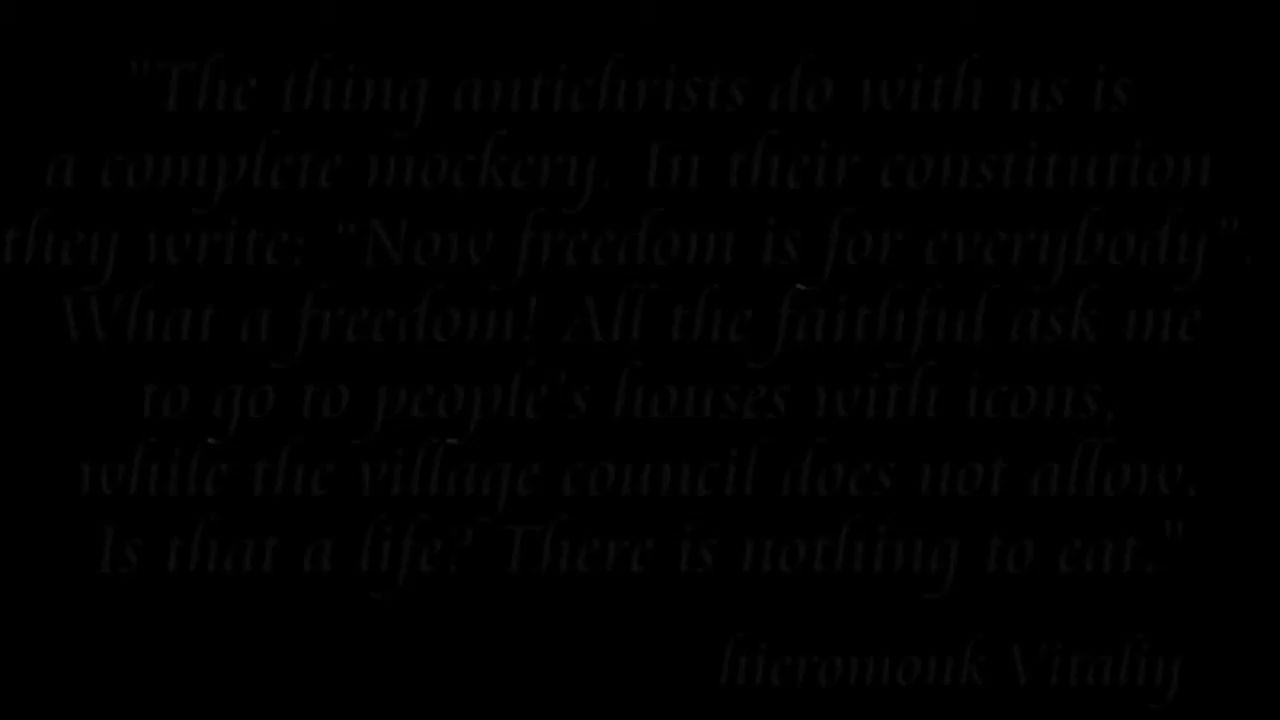 "The thing antichrists do with us is
a complete mockery. In their constitution
they write: "Now freedom is for everybody".
What a freedom! All the faithful ask me
to go to people's houses with icons,
while the village council does not allow.
Is that a life? There is nothing to eat."
hieromonk Vitaliy